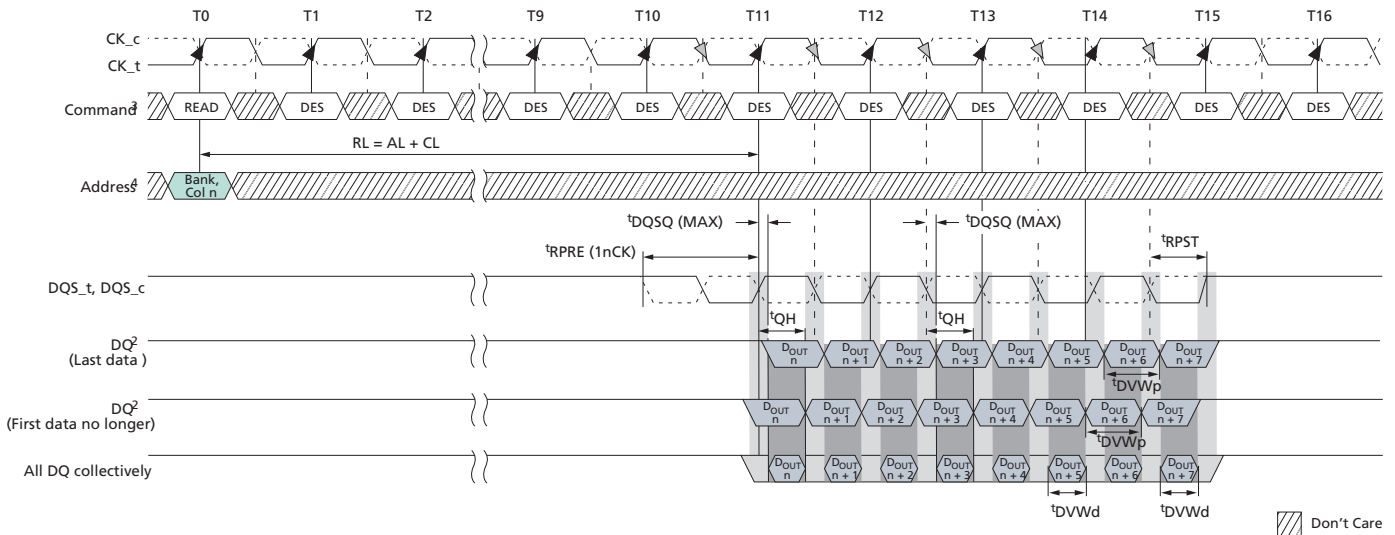 T0 T1 T2 T9 T10 T11 T12 T13 T14 T15 T16
CK_c
CK_t
Command3 READ DES DES DES DES DES DES DES DES DES DES
RL = AL + CL
Address4 Bank, Col n
tDQSQ (MAX) tDQSQ (MAX)
tRPRE (1nCK) tRPST
DQS_t, DQS_c
tQH tQH
DQ2 (Last data ) DOUT n DOUT n + 1 DOUT n + 2 DOUT n + 3 DOUT n + 4 DOUT n + 5 DOUT n + 6 DOUT n + 7
tDVWp
DQ2 (First data no longer) DOUT n DOUT n + 1 DOUT n + 2 DOUT n + 3 DOUT n + 4 DOUT n + 5 DOUT n + 6 DOUT n + 7
tDVWp
All DQ collectively DOUT n DOUT n + 1 DOUT n + 2 DOUT n + 3 DOUT n + 4 DOUT n + 5 DOUT n + 6 DOUT n + 7
tDVWd tDVWd
Don't Care